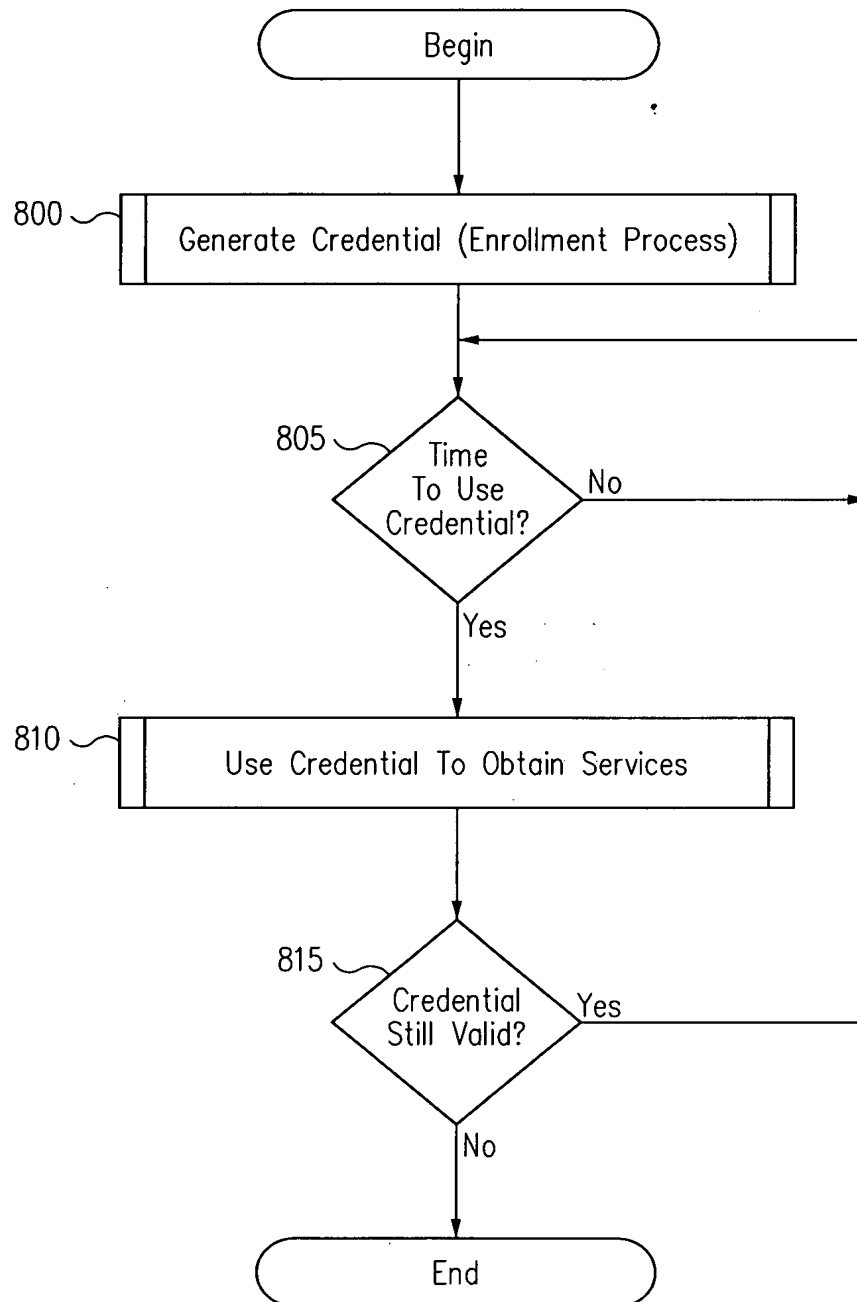 Begin
800
Generate Credential (Enrollment Process)
805
Time
To Use
Credential?
No
Yes
810
Use Credential To Obtain Services
815
Credential
Still Valid?
Yes
No
End